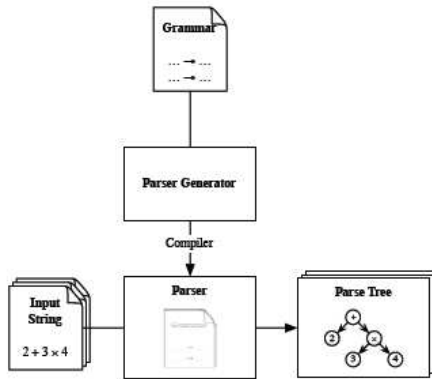 Grammar
... → ...
... → ...
Parser Generator
Compiler
Input
String
2 + 3 × 4
Parser
Parse Tree
+
2
×
3
4